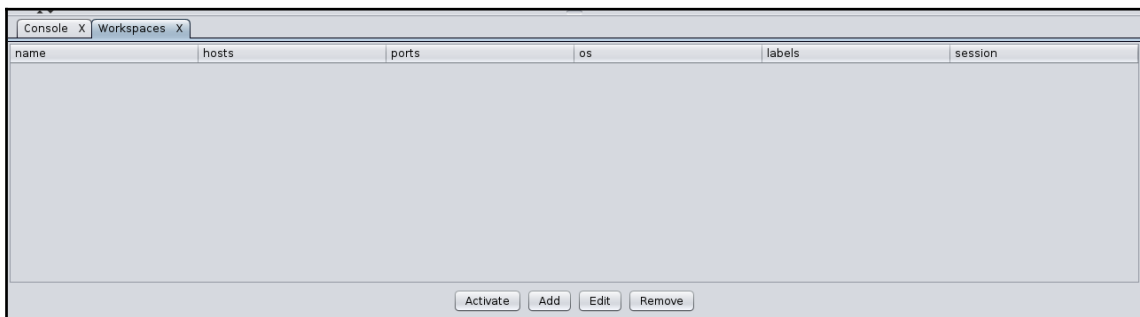 Console X Workspaces X
name hosts ports os labels session
Activate Add Edit Remove